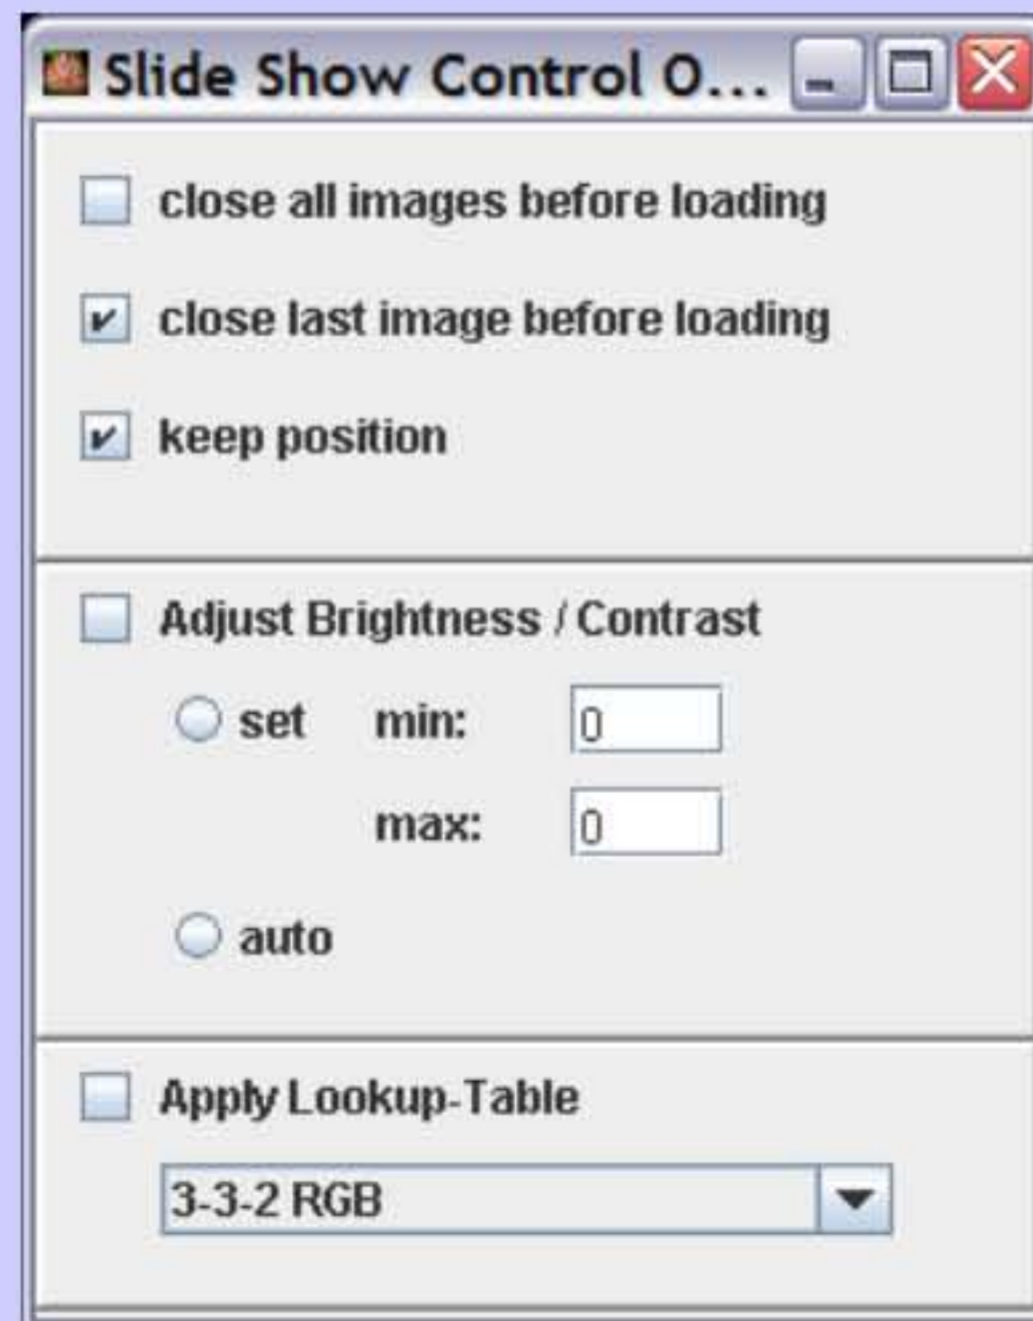 Slide Show Control O...
close all images before loading
close last image before loading
keep position
Adjust Brightness / Contrast
set min: 0
max: 0
auto
Apply Lookup-Table
3-3-2 RGB